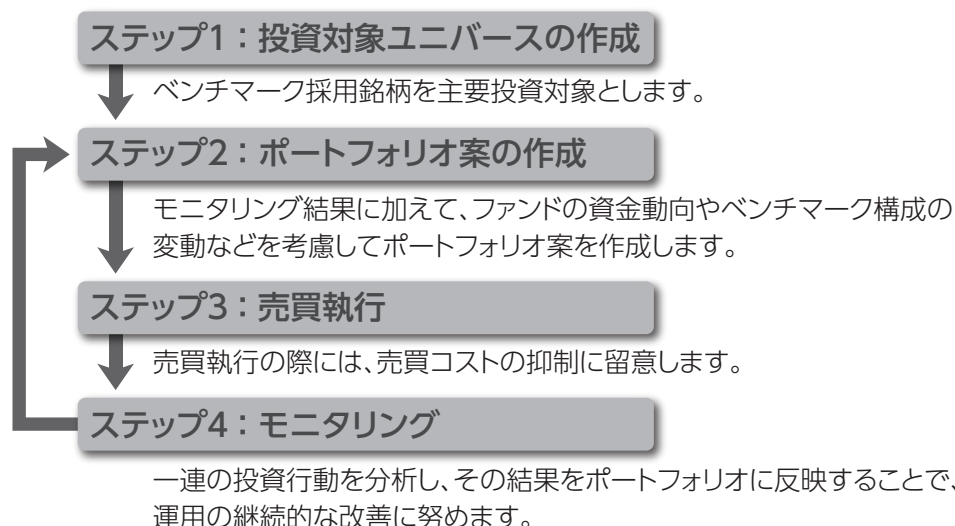 ステップ1：投資対象ユニバースの作成
ベンチマーク採用銘柄を主要投資対象とします。
ステップ2：ポートフォリオ案の作成
モニタリング結果に加えて、ファンドの資金動向やベンチマーク構成の
変動などを考慮してポートフォリオ案を作成します。
ステップ3：売買執行
売買執行の際には、売買コストの抑制に留意します。
ステップ4：モニタリング
一連の投資行動を分析し、その結果をポートフォリオに反映することで、
運用の継続的な改善に努めます。